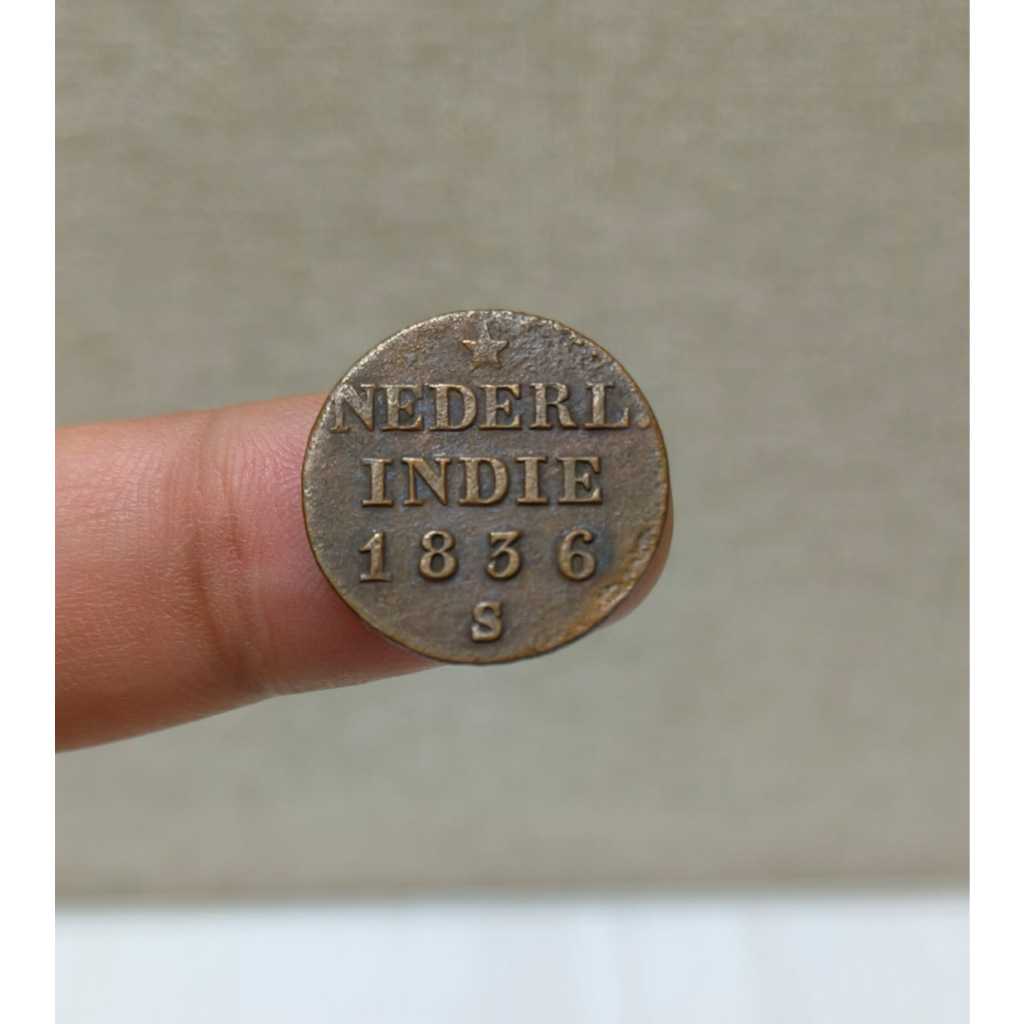 NEDERL.
INDIE
1836
S